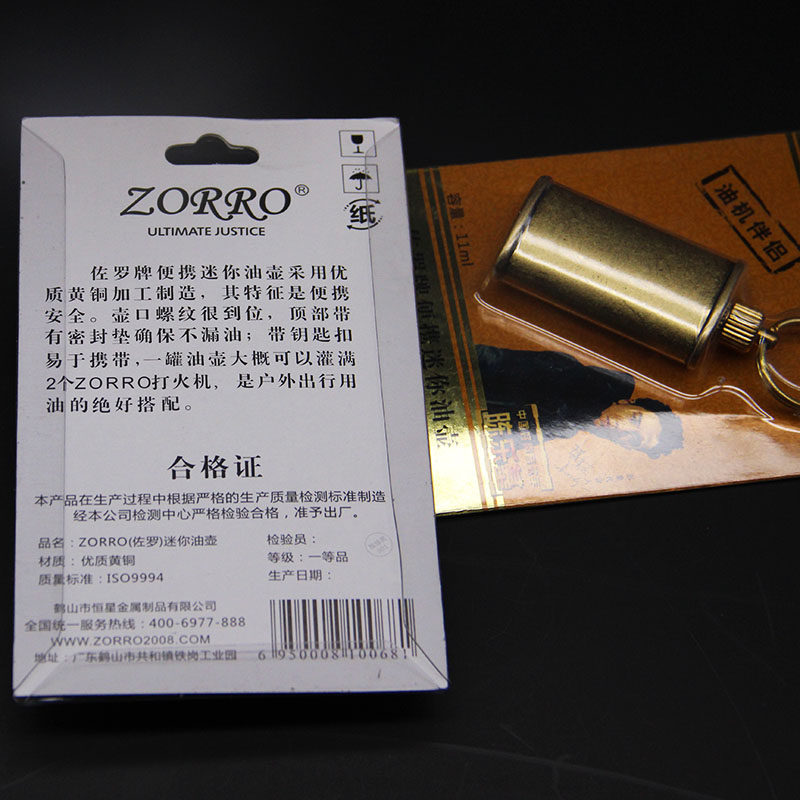 ZORRO®
ULTIMATE JUSTICE
佐罗牌便携迷你油壶采用优
质黄铜加工制造，其特征是便携
安全。壶口螺纹很到位，顶部带
有密封垫确保不漏油；带钥匙扣
易于携带，一罐油壶大概可以灌满
2个ZORRO打火机，是户外出行用
油的绝好搭配。
合格证
本产品在生产过程中根据严格的生产质量检测标准制造，
经本公司检测中心严格检验合格，准予出厂。
品名：ZORRO(佐罗)迷你油壶
材质：优质黄铜
质量标准：ISO9994
检验员：
等级：一等品
生产日期：
鹤山市恒星金属制品有限公司
全国统一服务热线：400-6977-888
WWW.ZORRO2008.COM
地址：广东鹤山市共和镇铁岗工业园
6 950008 100681
纸
容量：11ml
油机伴侣
便携迷你油壶